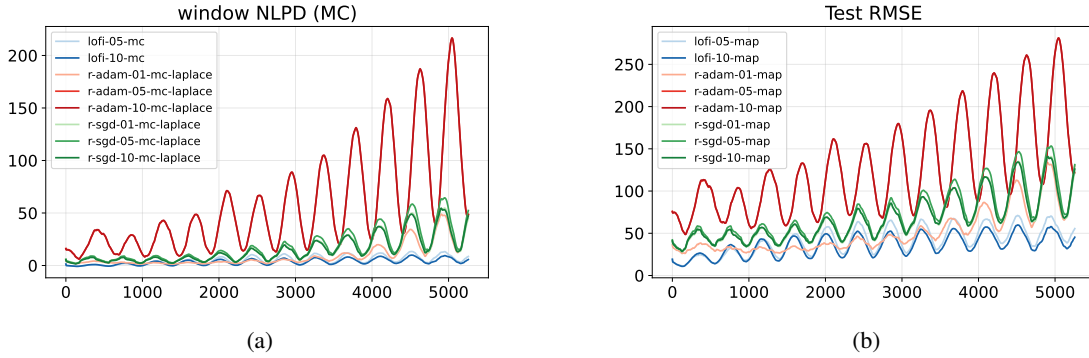 window NLPD (MC)
200
150
100
50
0
lofi-05-mc
lofi-10-mc
r-adam-01-mc-laplace
r-adam-05-mc-laplace
r-adam-10-mc-laplace
r-sgd-01-mc-laplace
r-sgd-05-mc-laplace
r-sgd-10-mc-laplace
0 1000 2000 3000 4000 5000
(a)
Test RMSE
250
200
150
100
50
0
lofi-05-map
lofi-10-map
r-adam-01-map
r-adam-05-map
r-adam-10-map
r-sgd-01-map
r-sgd-05-map
r-sgd-10-map
0 1000 2000 3000 4000 5000
(b)